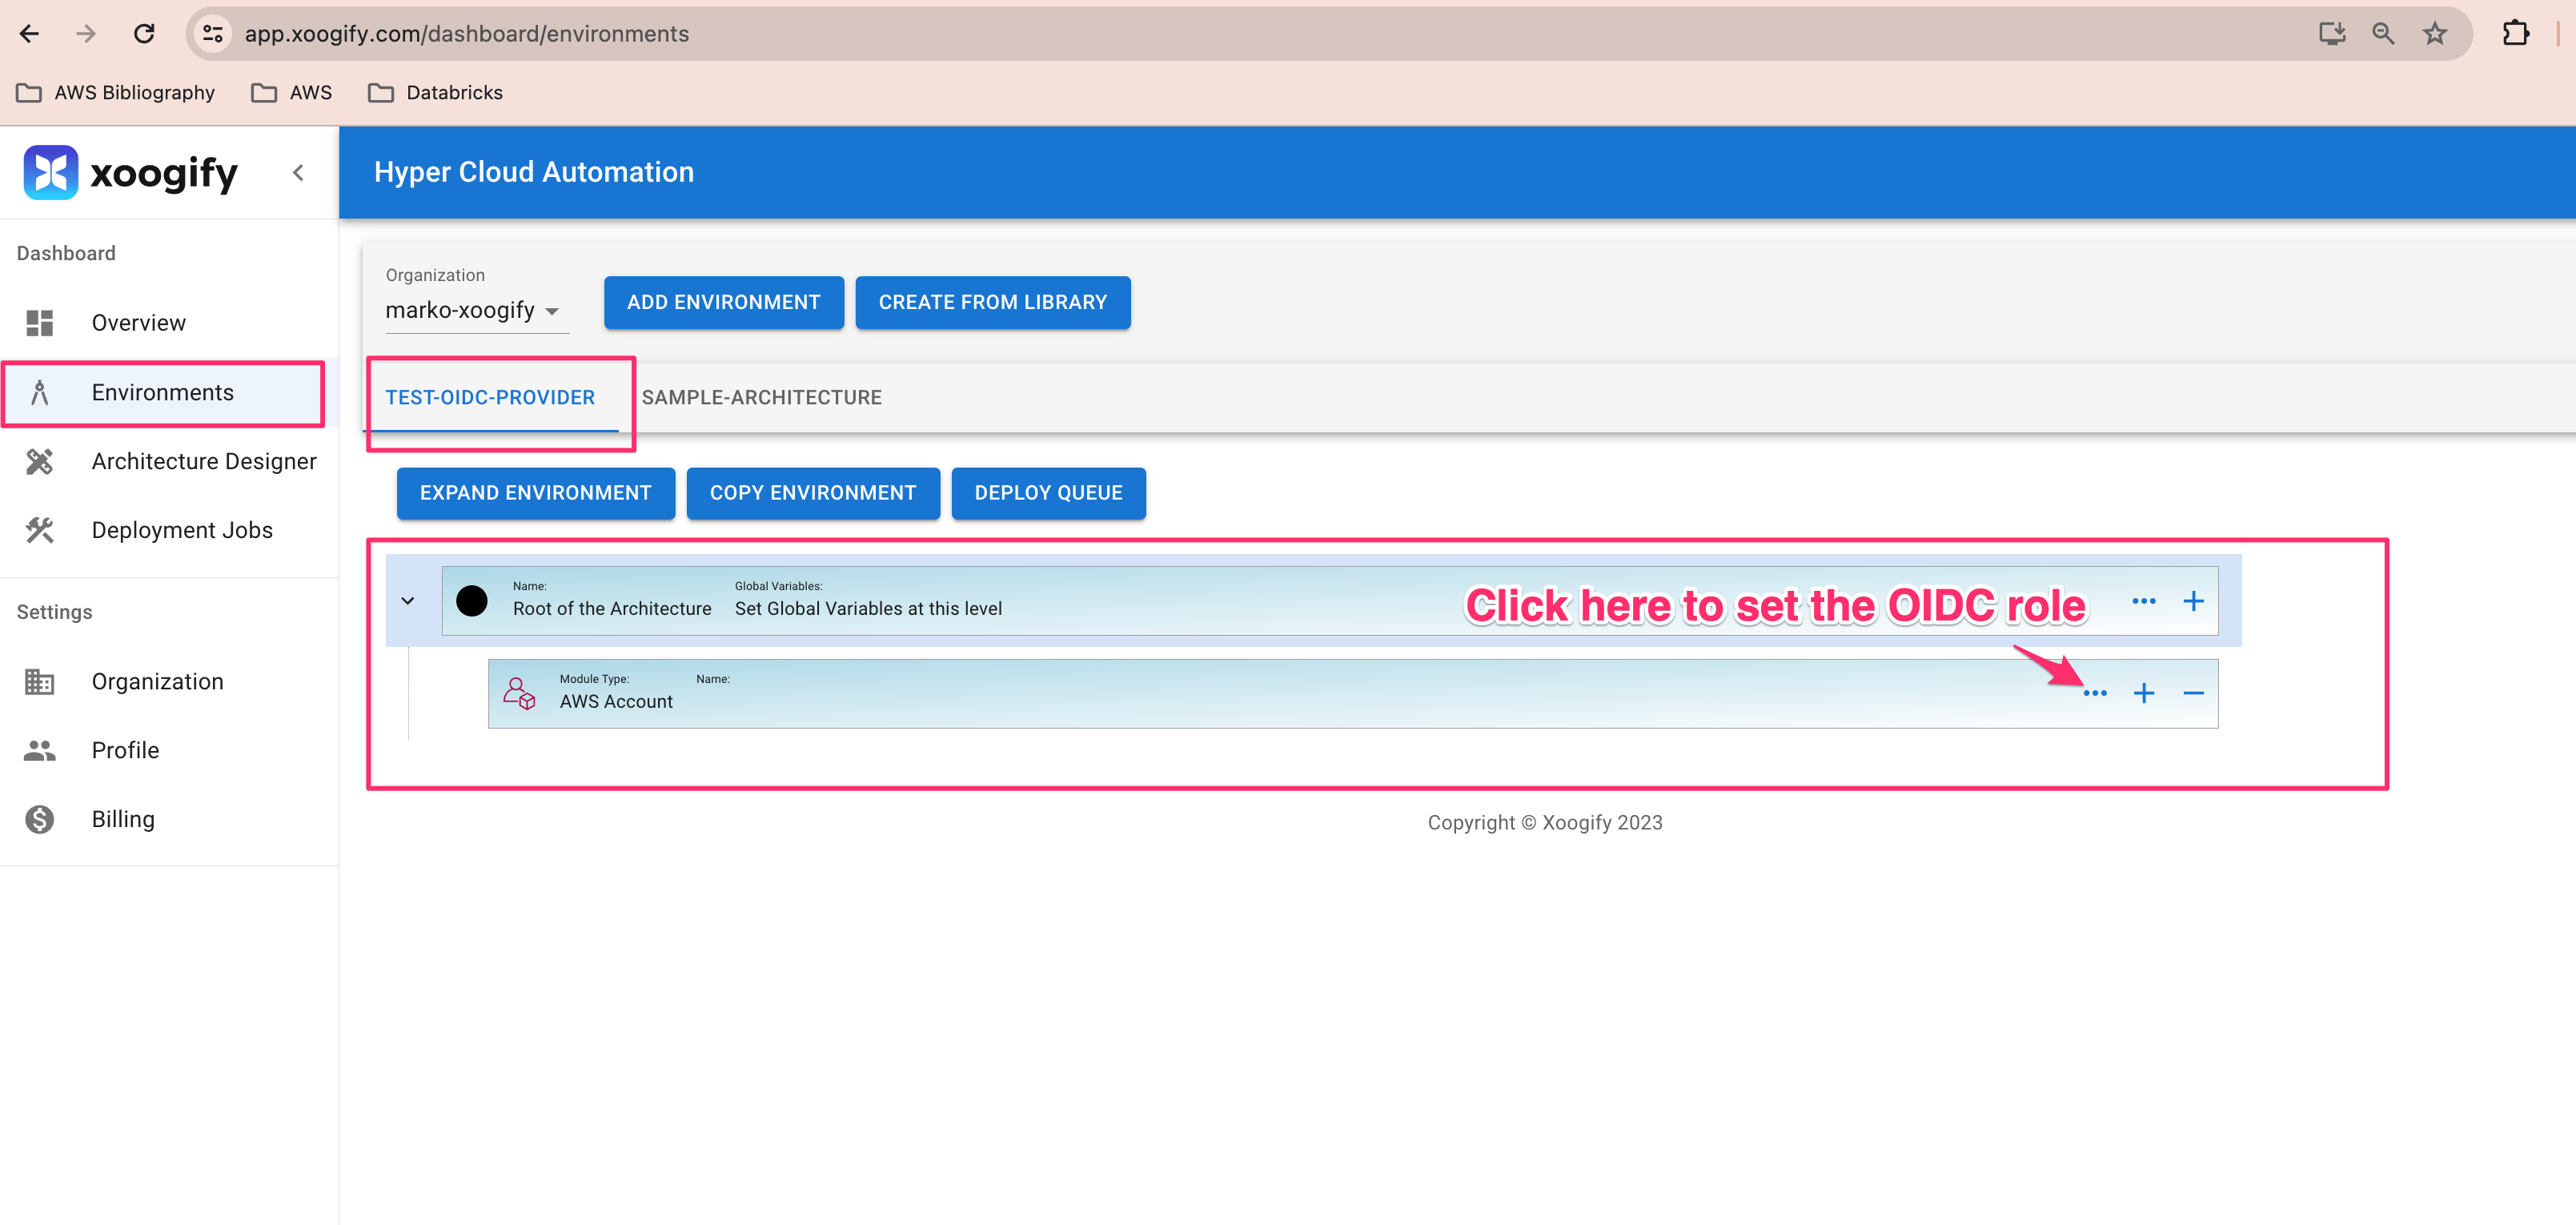 app.xoogify.com/dashboard/environments
AWS Bibliography AWS Databricks
xoogify
Hyper Cloud Automation
Dashboard
Overview
Environments
Architecture Designer
Deployment Jobs
Settings
Organization
Profile
Billing
Organization
marko-xoogify
ADD ENVIRONMENT CREATE FROM LIBRARY
TEST-OIDC-PROVIDER SAMPLE-ARCHITECTURE
EXPAND ENVIRONMENT COPY ENVIRONMENT DEPLOY QUEUE
Name: Global Variables:
Root of the Architecture Set Global Variables at this level
Click here to set the OIDC role
Module Type: Name:
AWS Account
Copyright © Xoogify 2023